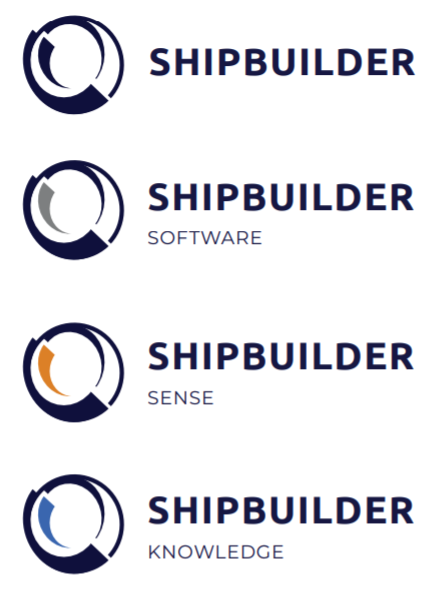 SHIPBUILDER
SHIPBUILDER
SOFTWARE
SHIPBUILDER
SENSE
SHIPBUILDER
KNOWLEDGE